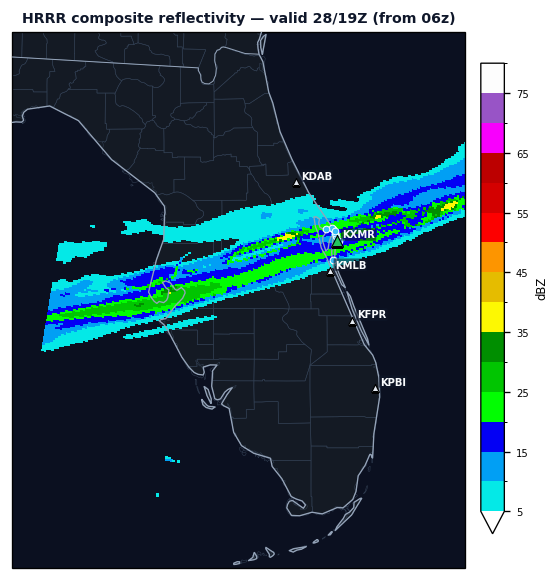 HRRR composite reflectivity — valid 28/19Z (from 06z)
KDAB
KXMR
KMLB
KFPR
KPBI
75
65
55
45
35
25
15
5
dBZ